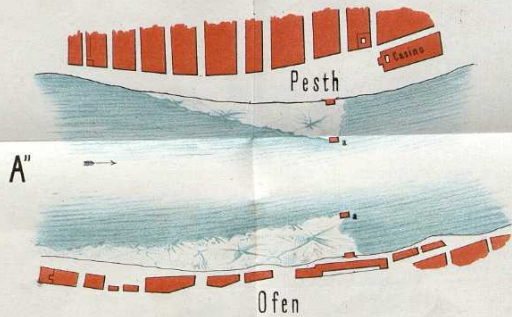 Casino
Pesth
a
A"
a
Ofen